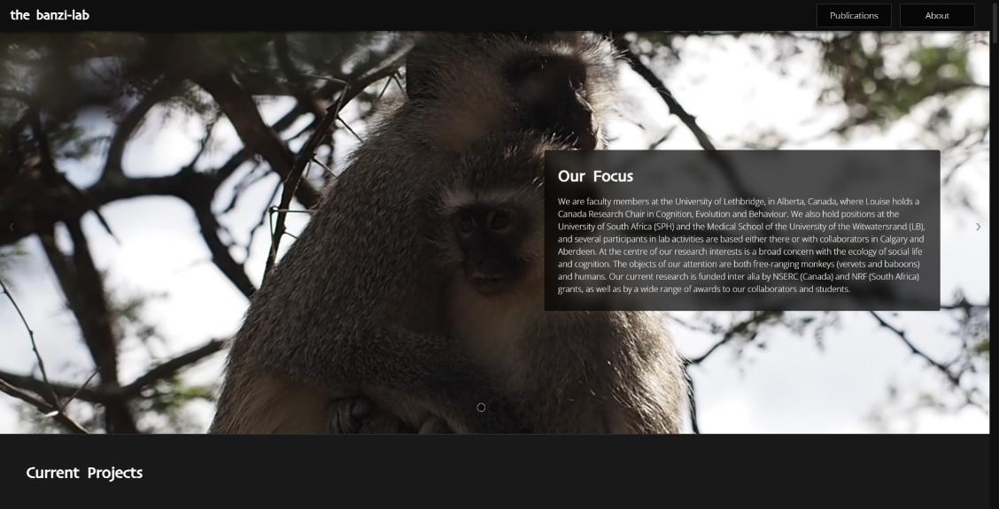 the banzi-lab
Publications
About
Our Focus
We are faculty members at the University of Lethbridge, in Alberta, Canada, where Louise holds a
Canada Research Chair in Cognition, Evolution and Behaviour. We also hold positions at the
University of South Africa (SPH) and the Medical School of the University of the Witwatersrand (LB),
and several participants in lab activities are based either there or with collaborators in Calgary and
Aberdeen. At the centre of our research interests is a broad concern with the ecology of social life
and cognition. The objects of our attention are both free-ranging monkeys (vervets and baboons)
and humans. Our current research is funded inter alia by NSERC (Canada) and NRF (South Africa)
grants, as well as by a wide range of awards to our collaborators and students.
Current Projects